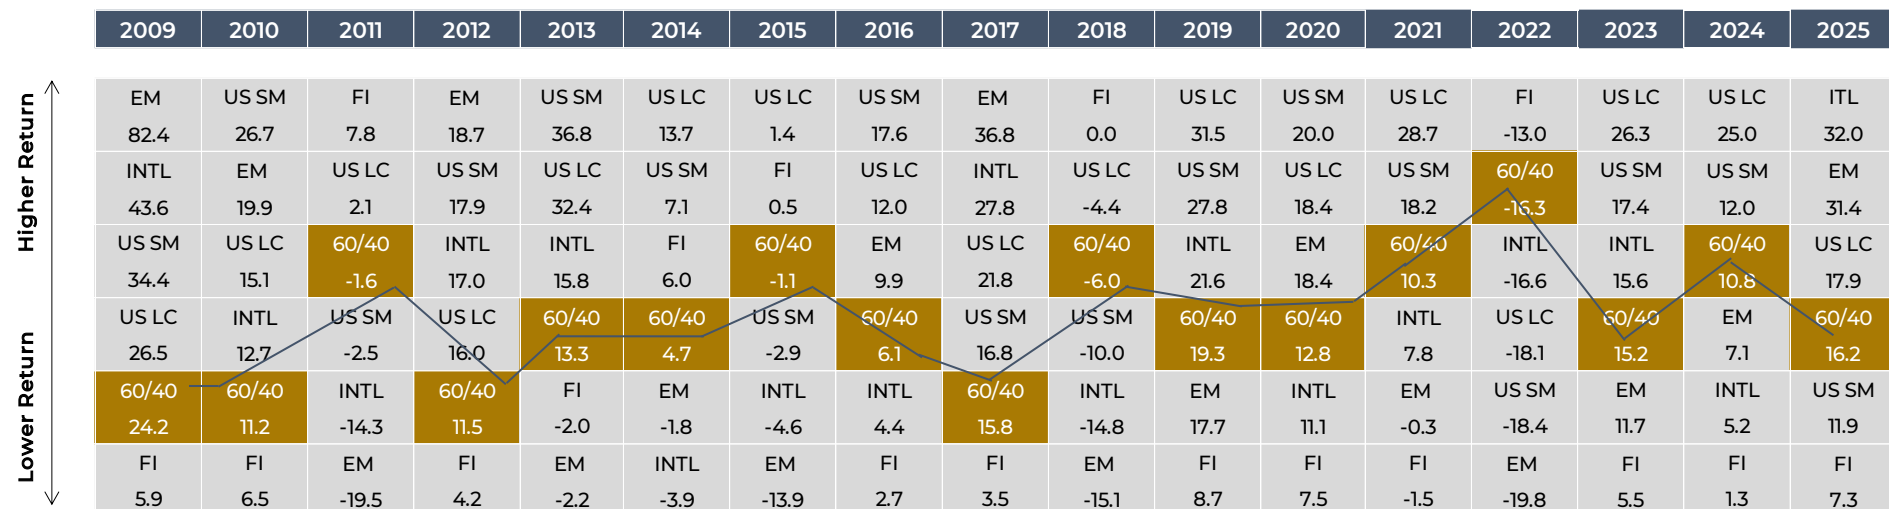 2009 2010 2011 2012 2013 2014 2015 2016 2017 2018 2019 2020 2021 2022 2023 2024 2025
Higher Return
Lower Return
EM US SM FI EM US SM US LC US LC US SM EM FI US LC US SM US LC FI US LC US LC ITL
82.4 26.7 7.8 18.7 36.8 13.7 1.4 17.6 36.8 0.0 31.5 20.0 28.7 -13.0 26.3 25.0 32.0
INTL EM US LC US SM US LC US SM FI US LC INTL US LC US SM US LC US SM 60/40 US SM US SM EM
43.6 19.9 2.1 17.9 32.4 7.1 0.5 12.0 27.8 -4.4 27.8 18.4 18.2 -16.3 17.4 12.0 31.4
US SM US LC 60/40 INTL INTL FI 60/40 EM US LC 60/40 INTL EM 60/40 INTL INTL 60/40 US LC
34.4 15.1 -1.6 17.0 15.8 6.0 -1.1 9.9 21.8 -6.0 21.6 18.4 10.3 -16.6 15.6 10.8 17.9
US LC INTL US SM US LC 60/40 60/40 US SM 60/40 US SM US SM 60/40 60/40 INTL US LC 60/40 EM 60/40
26.5 12.7 -2.5 16.0 13.3 4.7 -2.9 6.1 16.8 -10.0 19.3 12.8 7.8 -18.1 15.2 7.1 16.2
60/40 60/40 INTL 60/40 FI EM INTL INTL 60/40 INTL EM INTL EM US SM EM INTL US SM
24.2 11.2 -14.3 11.5 -2.0 -1.8 -4.6 4.4 15.8 -14.8 17.7 11.1 -0.3 -18.4 11.7 5.2 11.9
FI FI EM FI EM INTL EM FI FI EM FI FI FI EM FI FI FI
5.9 6.5 -19.5 4.2 -2.2 -3.9 -13.9 2.7 3.5 -15.1 8.7 7.5 -1.5 -19.8 5.5 1.3 7.3